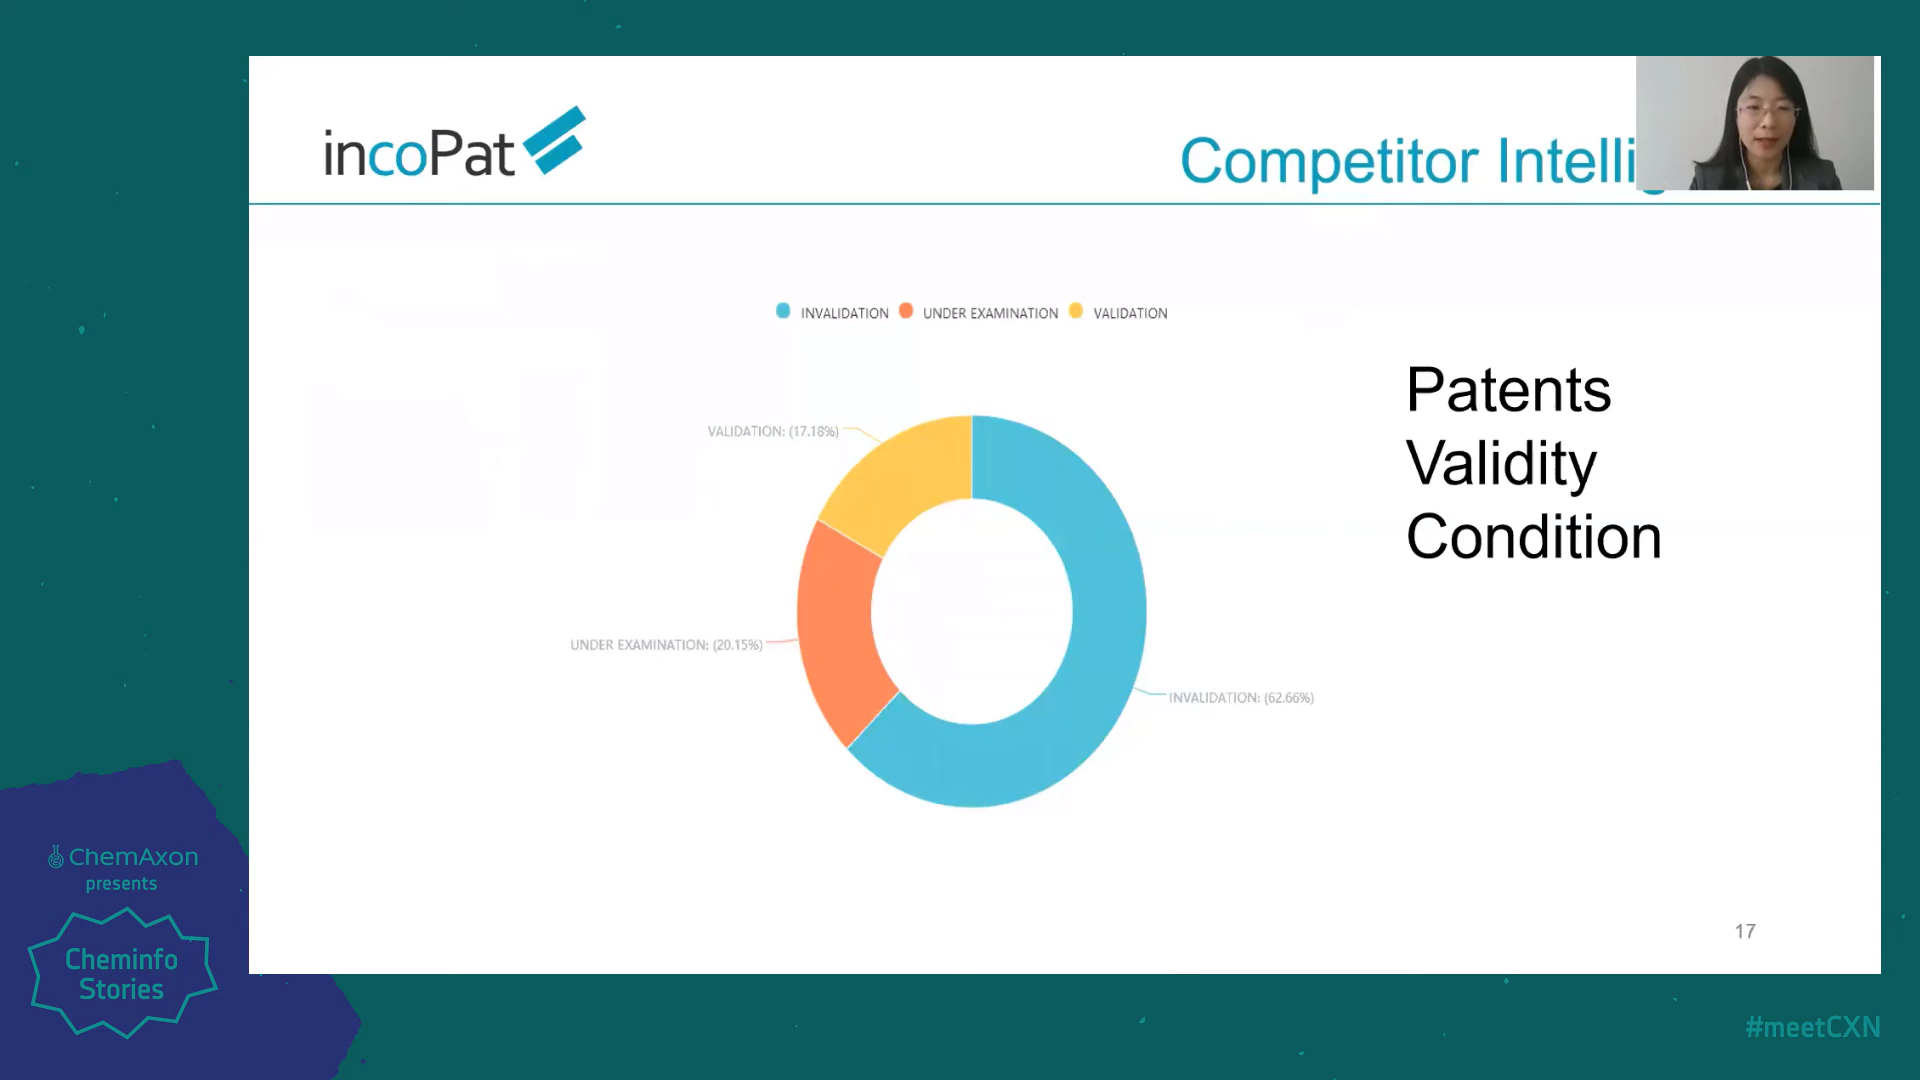 incoPat
Competitor Intellig
INVALIDATION UNDER EXAMINATION VALIDATION
VALIDATION: (17.18%)
UNDER EXAMINATION: (20.15%)
INVALIDATION: (62.66%)
Patents
Validity
Condition
17
ChemAxon
presents
Cheminfo
Stories
#meetCXN